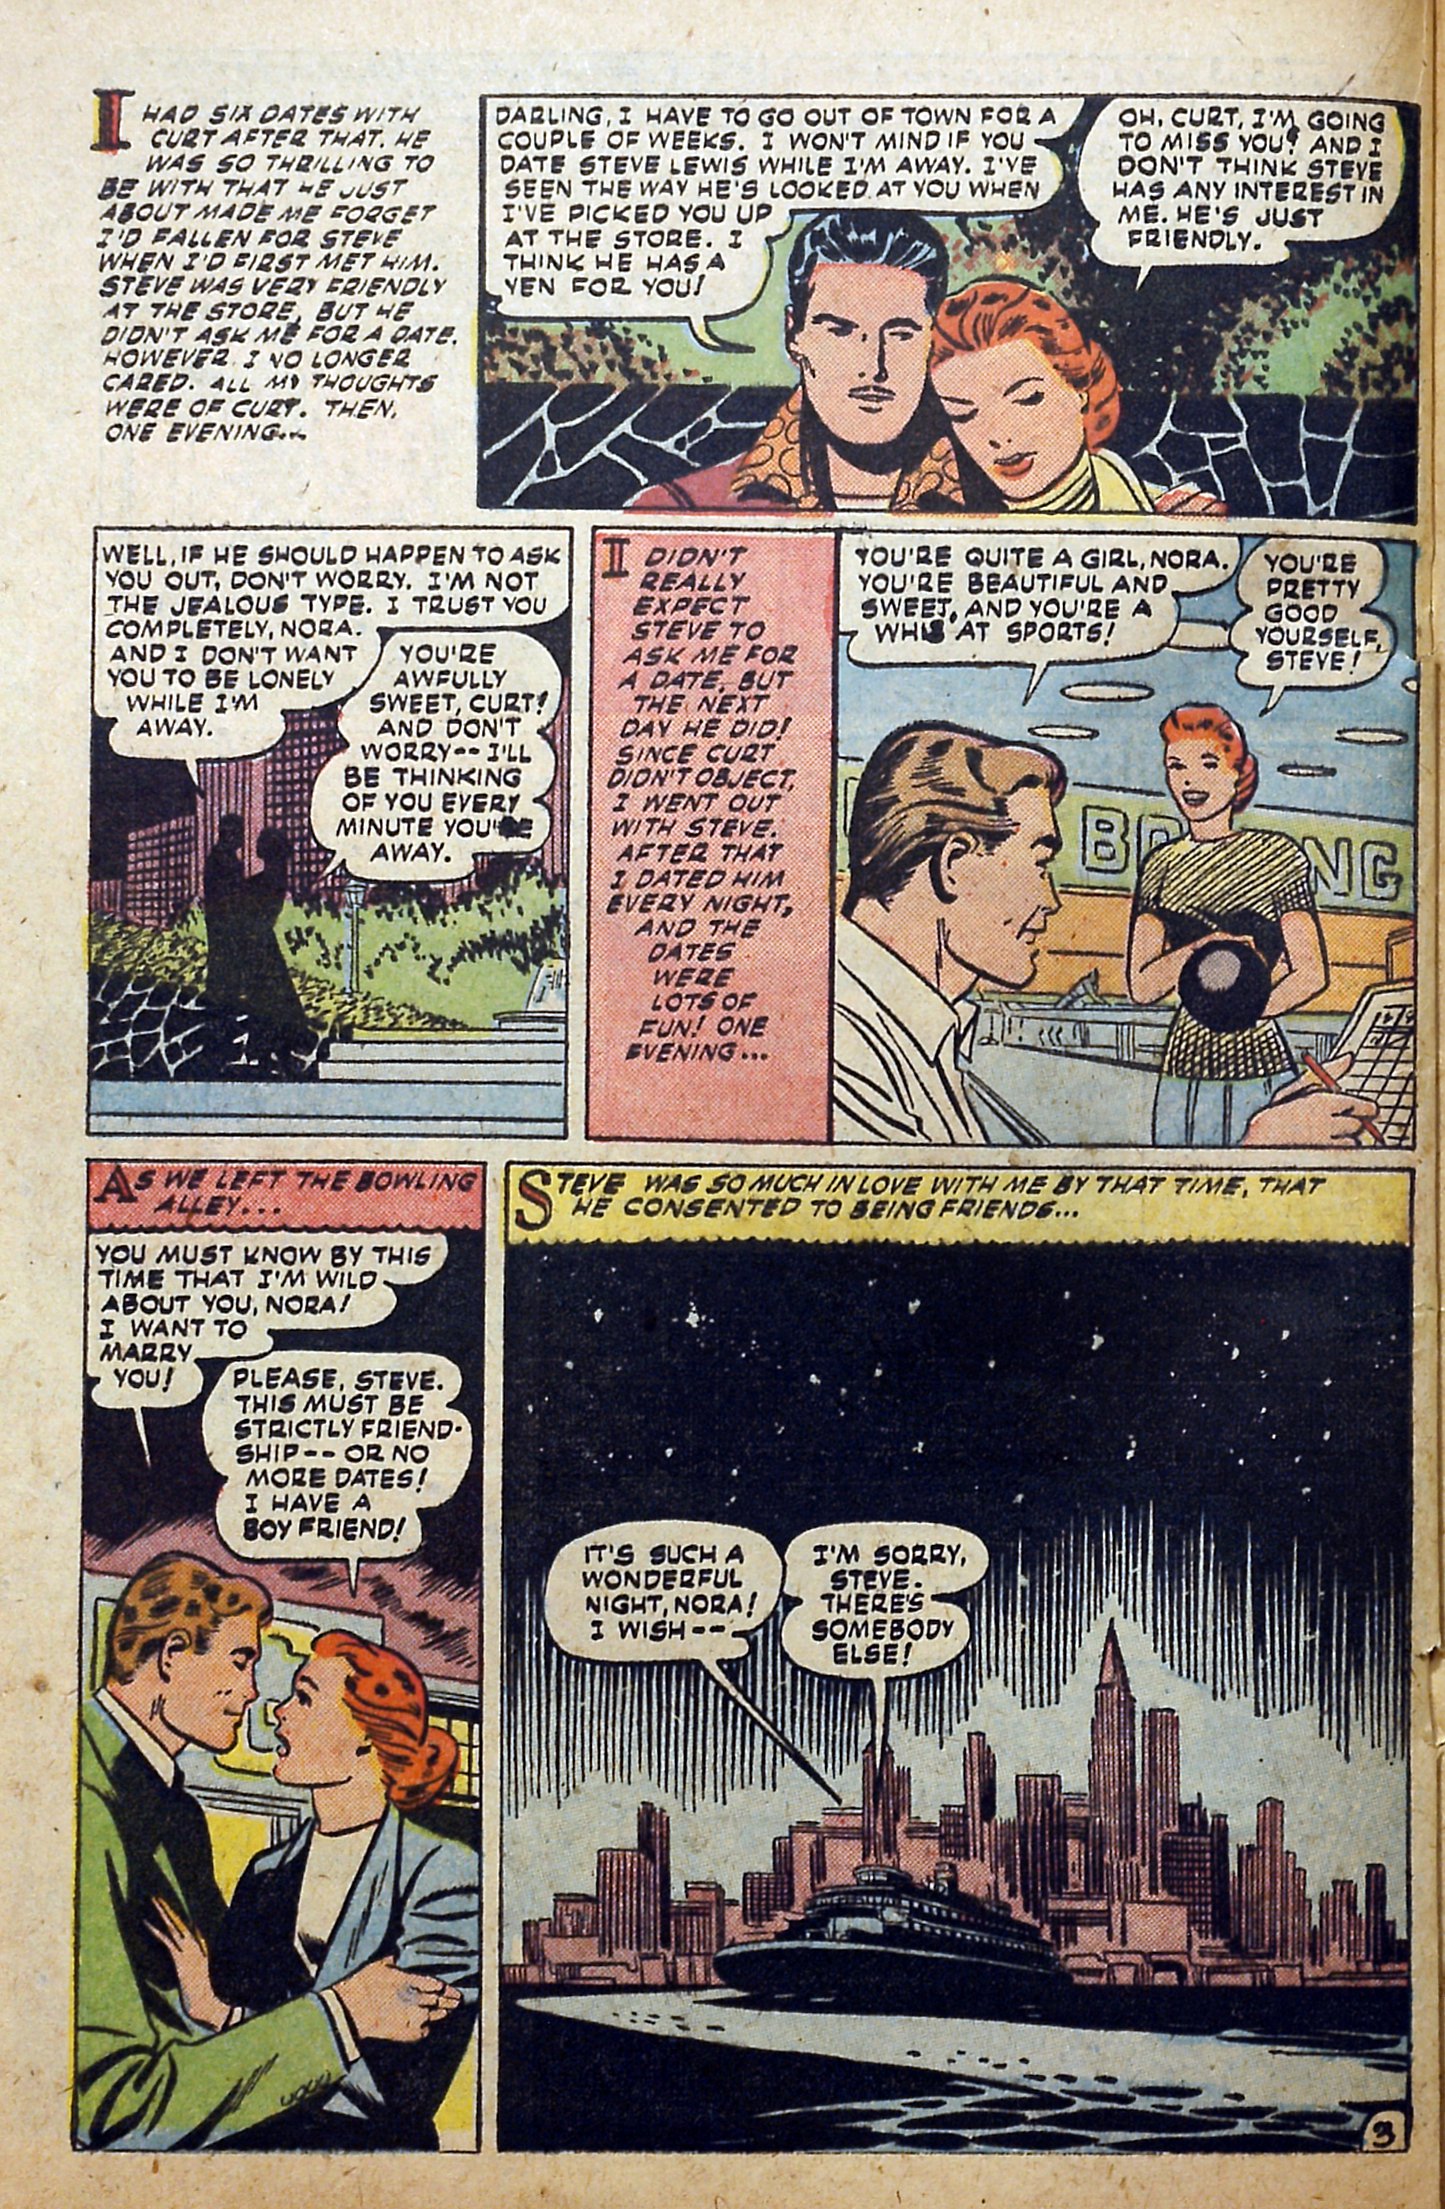 I HAD SIX DATES WITH
CURT AFTER THAT. HE
WAS SO THRILLING TO
BE WITH THAT HE JUST
ABOUT MADE ME FORGET
I'D FALLEN FOR STEVE
WHEN I'D FIRST MET HIM.
STEVE WAS VERY FRIENDLY
AT THE STORE, BUT HE
DIDN'T ASK ME FOR A DATE.
HOWEVER I NO LONGER
CARED. ALL MY THOUGHTS
WERE OF CURT. THEN,
ONE EVENING...
DARLING, I HAVE TO GO OUT OF TOWN FOR A
COUPLE OF WEEKS. I WON'T MIND IF YOU
DATE STEVE LEWIS WHILE I'M AWAY. I'VE
SEEN THE WAY HE'S LOOKED AT YOU WHEN
I'VE PICKED YOU UP
AT THE STORE. I
THINK HE HAS A
YEN FOR YOU!
OH, CURT, I'M GOING
TO MISS YOU! AND I
DON'T THINK STEVE
HAS ANY INTEREST IN
ME. HE'S JUST
FRIENDLY.
WELL, IF HE SHOULD HAPPEN TO ASK
YOU OUT, DON'T WORRY. I'M NOT
THE JEALOUS TYPE. I TRUST YOU
COMPLETELY, NORA.
AND I DON'T WANT
YOU TO BE LONELY
WHILE I'M
AWAY.
YOU'RE
AWFULLY
SWEET, CURT!
AND DON'T
WORRY-- I'LL
BE THINKING
OF YOU EVERY
MINUTE YOU'RE
AWAY.
I DIDN'T
REALLY
EXPECT
STEVE TO
ASK ME FOR
A DATE, BUT
THE NEXT
DAY HE DID!
SINCE CURT
DIDN'T OBJECT,
I WENT OUT
WITH STEVE.
AFTER THAT
I DATED HIM
EVERY NIGHT,
AND THE
DATES
WERE
LOTS OF
FUN! ONE
EVENING...
YOU'RE QUITE A GIRL, NORA.
YOU'RE BEAUTIFUL AND
SWEET, AND YOU'RE A
WHIZ AT SPORTS!
YOU'RE
PRETTY
GOOD
YOURSELF,
STEVE!
BO NG
AS WE LEFT THE BOWLING
ALLEY...
YOU MUST KNOW BY THIS
TIME THAT I'M WILD
ABOUT YOU, NORA!
I WANT TO
MARRY
YOU!
PLEASE, STEVE.
THIS MUST BE
STRICTLY FRIEND-
SHIP-- OR NO
MORE DATES!
I HAVE A
BOY FRIEND!
STEVE WAS SO MUCH IN LOVE WITH ME BY THAT TIME, THAT
HE CONSENTED TO BEING FRIENDS...
IT'S SUCH A
WONDERFUL
NIGHT, NORA!
I WISH--
I'M SORRY,
STEVE.
THERE'S
SOMEBODY
ELSE!
3